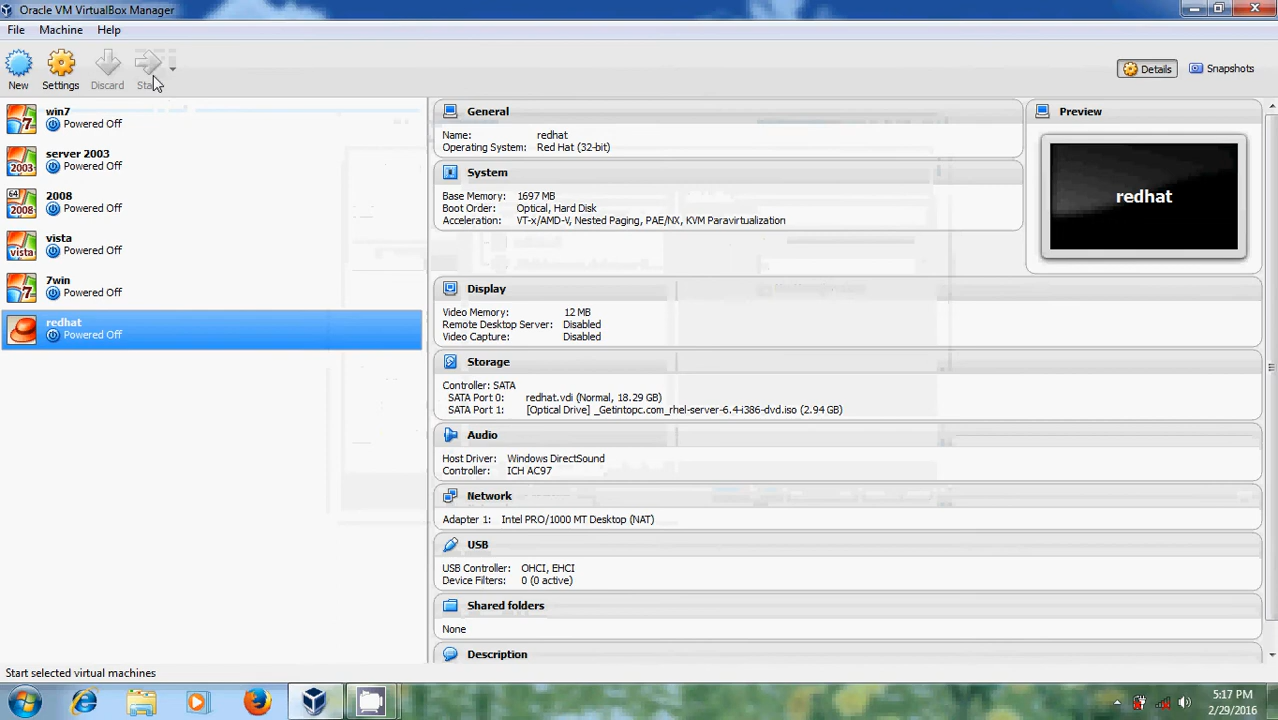 Oracle VM VirtualBox Manager
File Machine Help
New Settings Discard
Details Snapshots
win7
Powered Off
2003
server 2003
Powered Off
64
2008
2008
Powered Off
vista
vista
Powered Off
7win
Powered Off
redhat
Powered Off
General
Name: redhat
Operating System: Red Hat (32-bit)
System
Base Memory: 1697 MB
Boot Order: Optical, Hard Disk
Acceleration: VT-x/AMD-V, Nested Paging, PAE/NX, KVM Paravirtualization
Display
Video Memory: 12 MB
Remote Desktop Server: Disabled
Video Capture: Disabled
Storage
Controller: SATA
SATA Port 0: redhat.vdi (Normal, 18.29 GB)
SATA Port 1: [Optical Drive] _Getintopc.com_rhel-server-6.4-i386-dvd.iso (2.94 GB)
Audio
Host Driver: Windows DirectSound
Controller: ICH AC97
Network
Adapter 1: Intel PRO/1000 MT Desktop (NAT)
USB
USB Controller: OHCI, EHCI
Device Filters: 0 (0 active)
Shared folders
None
Description
Preview
redhat
Start selected virtual machines
5:17 PM
2/29/2016